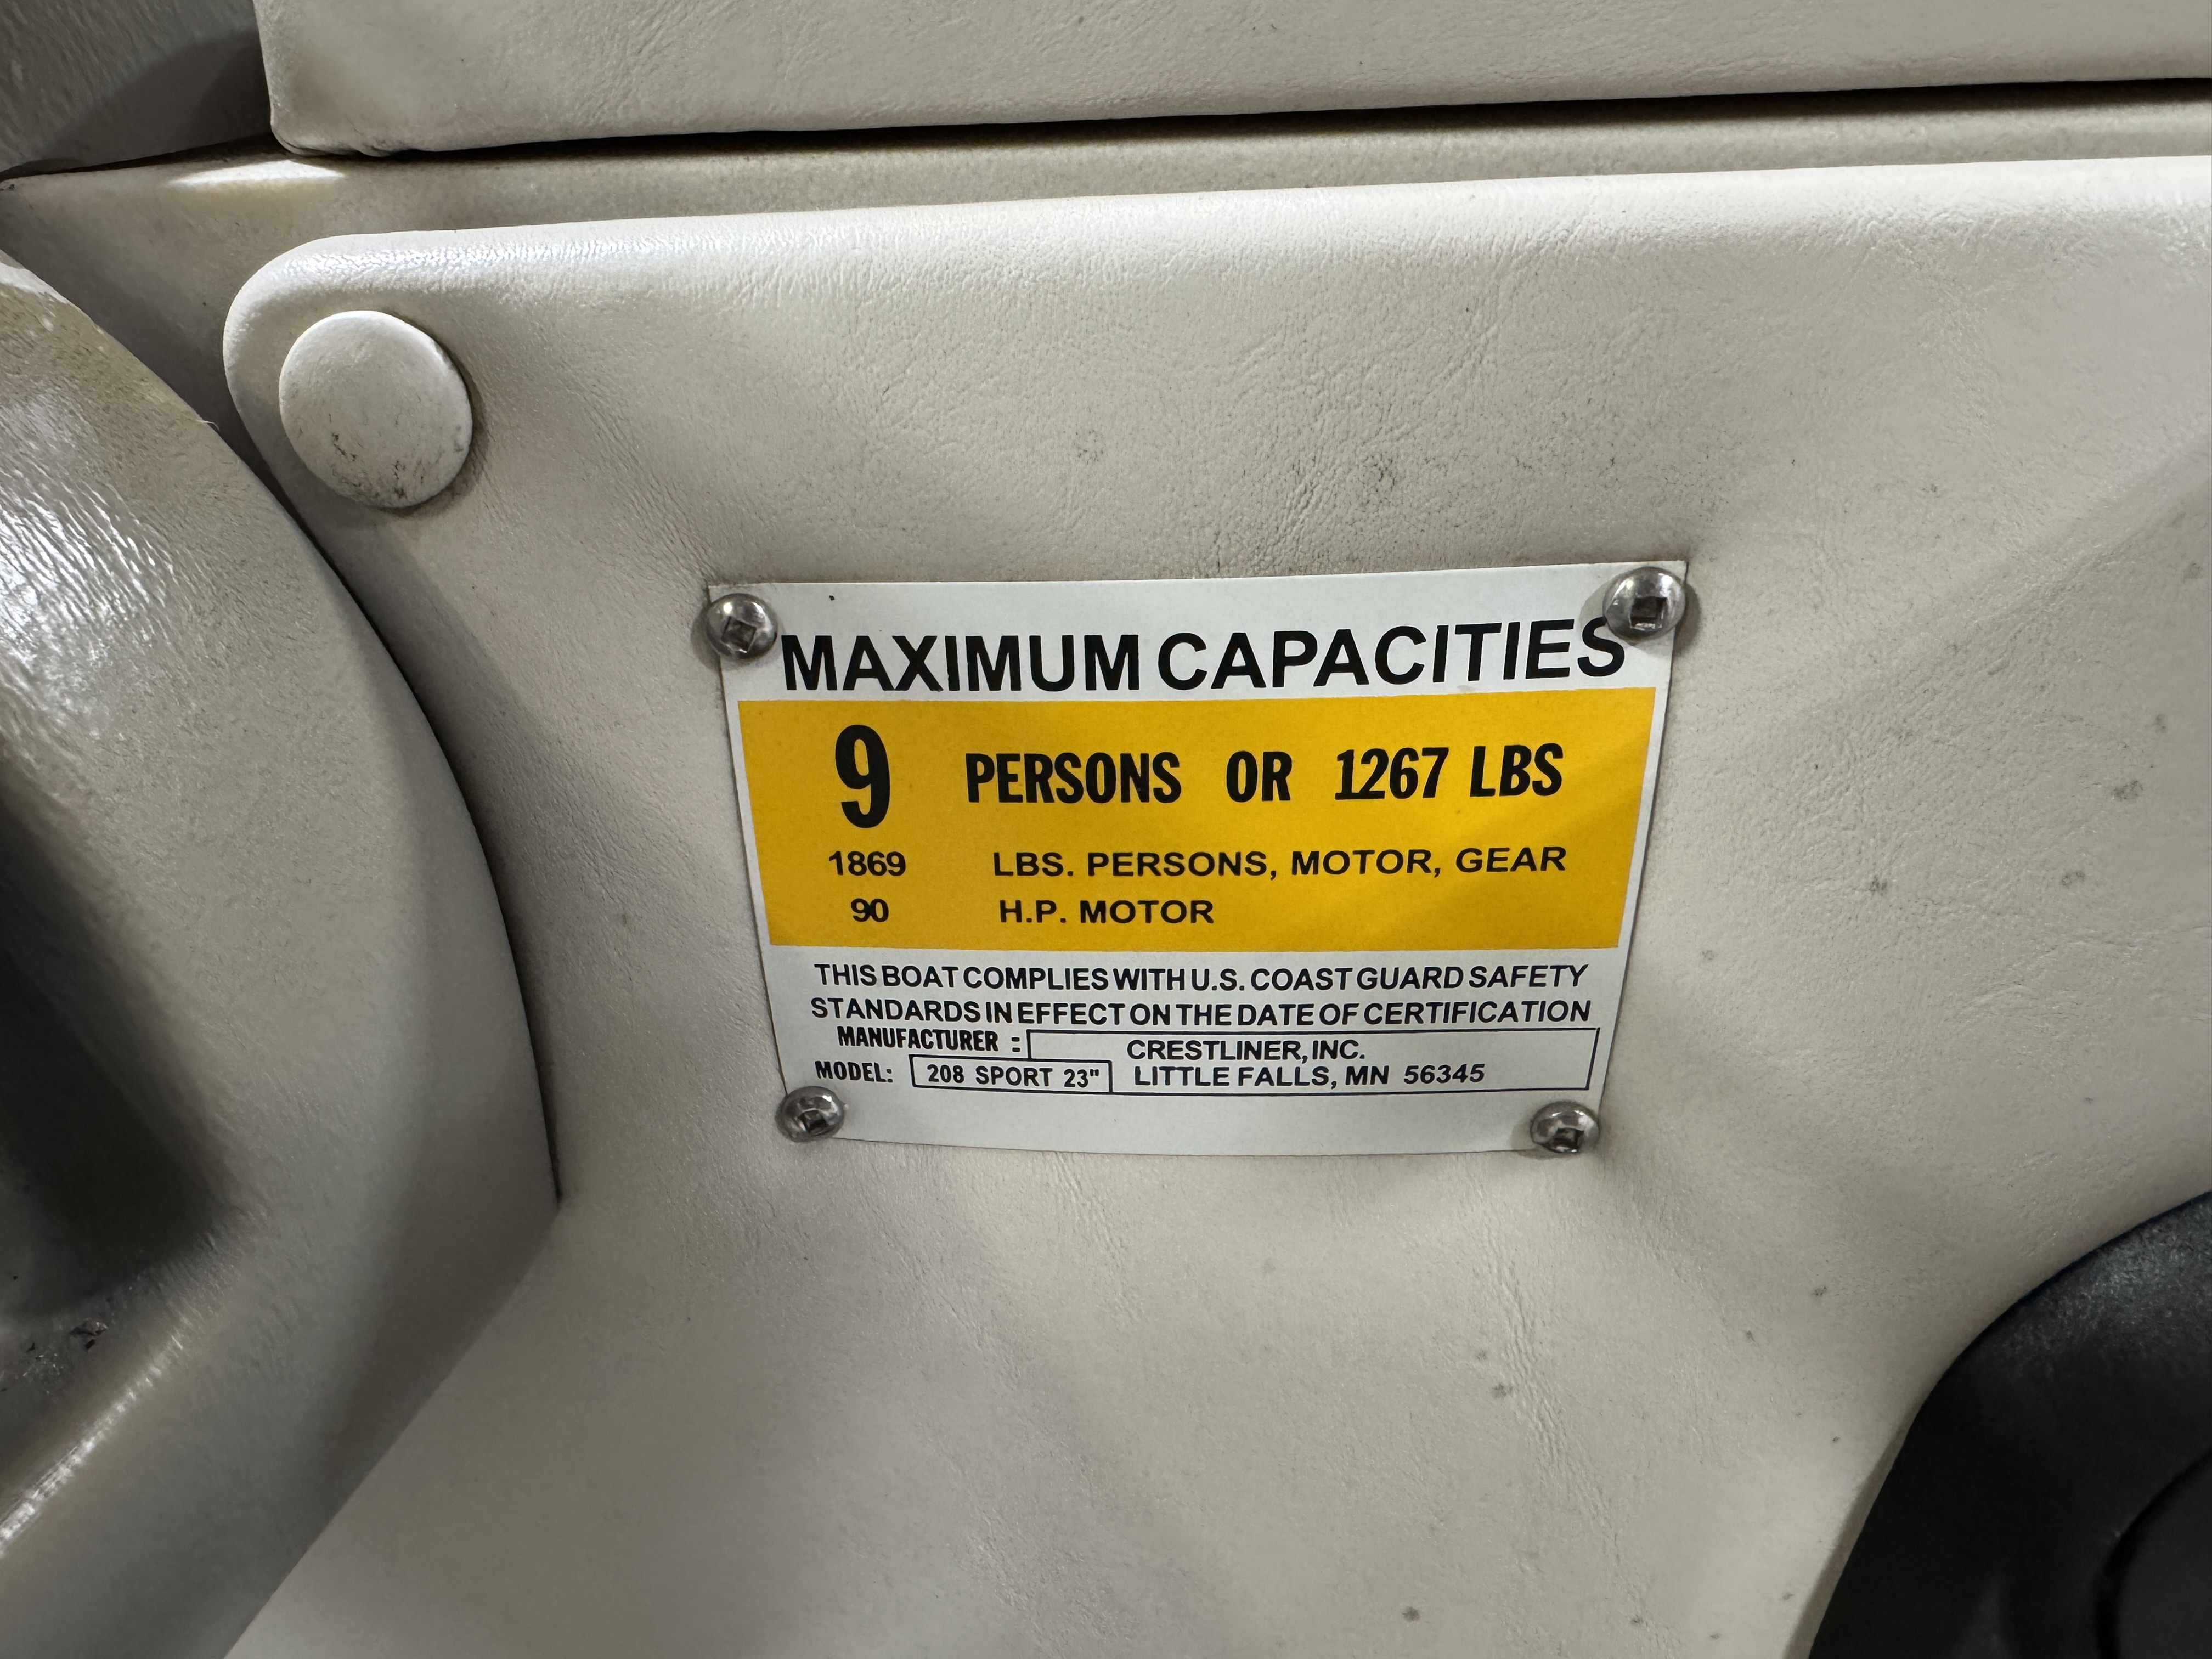 MAXIMUM CAPACITIES
9 PERSONS OR 1267 LBS
1869 LBS. PERSONS, MOTOR, GEAR
90 H.P. MOTOR
THIS BOAT COMPLIES WITH U.S. COAST GUARD SAFETY
STANDARDS IN EFFECT ON THE DATE OF CERTIFICATION
MANUFACTURER : CRESTLINER, INC.
MODEL: 208 SPORT 23" LITTLE FALLS, MN 56345